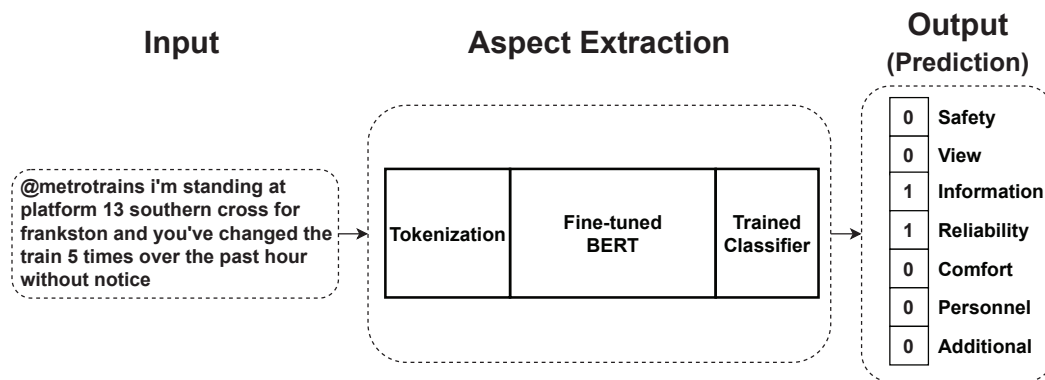 Input
Aspect Extraction
Output
(Prediction)
@metrotrains i'm standing at
platform 13 southern cross for
frankston and you've changed the
train 5 times over the past hour
without notice
Tokenization
Fine-tuned
BERT
Trained
Classifier
0 Safety
0 View
1 Information
1 Reliability
0 Comfort
0 Personnel
0 Additional